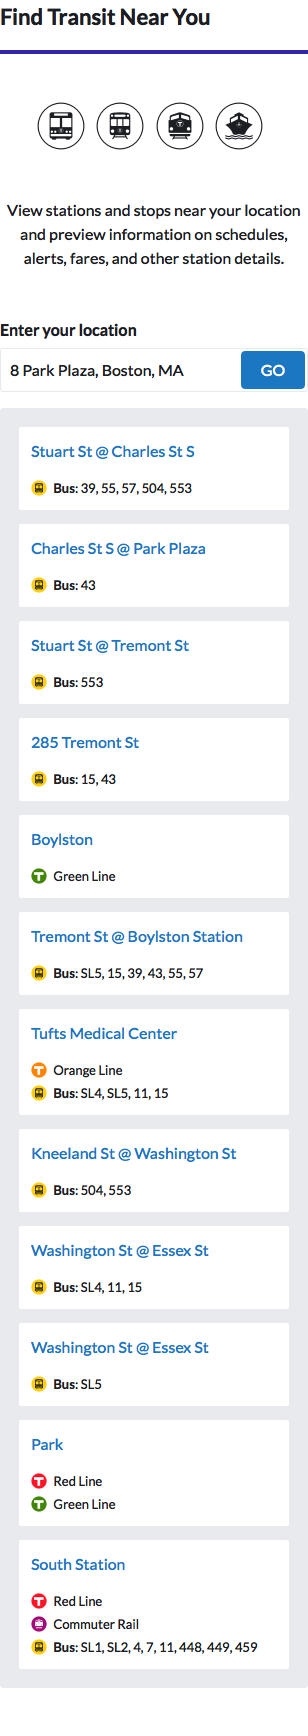 Find Transit Near You
View stations and stops near your location
and preview information on schedules,
alerts, fares, and other station details.
Enter your location
8 Park Plaza, Boston, MA
GO
Stuart St @ Charles St S
Bus: 39, 55, 57, 504, 553
Charles St S @ Park Plaza
Bus: 43
Stuart St @ Tremont St
Bus: 553
285 Tremont St
Bus: 15, 43
Boylston
T Green Line
Tremont St @ Boylston Station
Bus: SL5, 15, 39, 43, 55, 57
Tufts Medical Center
T Orange Line
Bus: SL4, SL5, 11, 15
Kneeland St @ Washington St
Bus: 504, 553
Washington St @ Essex St
Bus: SL4, 11, 15
Washington St @ Essex St
Bus: SL5
Park
T Red Line
T Green Line
South Station
T Red Line
Commuter Rail
Bus: SL1, SL2, 4, 7, 11, 448, 449, 459